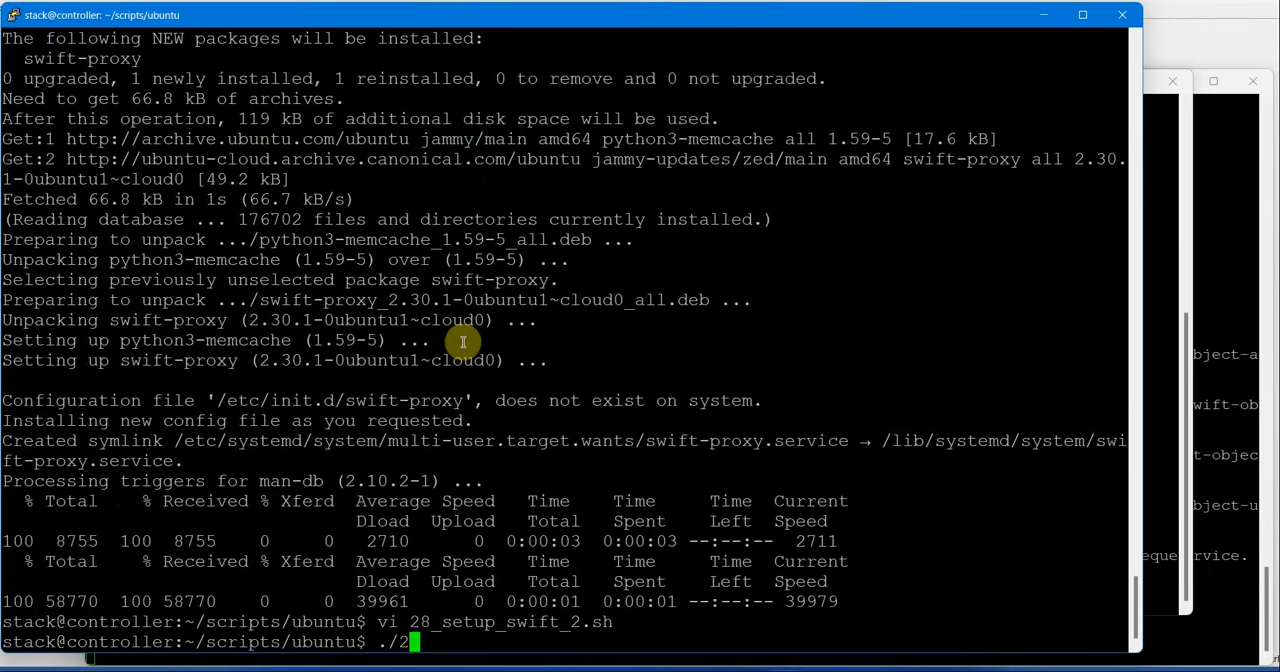 stack@controller: ~/scripts/ubuntu
The following NEW packages will be installed:
  swift-proxy
0 upgraded, 1 newly installed, 1 reinstalled, 0 to remove and 0 not upgraded.
Need to get 66.8 kB of archives.
After this operation, 119 kB of additional disk space will be used.
Get:1 http://archive.ubuntu.com/ubuntu jammy/main amd64 python3-memcache all 1.59-5 [17.6 kB]
Get:2 http://ubuntu-cloud.archive.canonical.com/ubuntu jammy-updates/zed/main amd64 swift-proxy all 2.30.
1-0ubuntu1~cloud0 [49.2 kB]
Fetched 66.8 kB in 1s (66.7 kB/s)
(Reading database ... 176702 files and directories currently installed.)
Preparing to unpack .../python3-memcache_1.59-5_all.deb ...
Unpacking python3-memcache (1.59-5) over (1.59-5) ...
Selecting previously unselected package swift-proxy.
Preparing to unpack .../swift-proxy_2.30.1-0ubuntu1~cloud0_all.deb ...
Unpacking swift-proxy (2.30.1-0ubuntu1~cloud0) ...
Setting up python3-memcache (1.59-5) ...
Setting up swift-proxy (2.30.1-0ubuntu1~cloud0) ...
Configuration file '/etc/init.d/swift-proxy', does not exist on system.
Installing new config file as you requested.
Created symlink /etc/systemd/system/multi-user.target.wants/swift-proxy.service → /lib/systemd/system/swi
ft-proxy.service.
Processing triggers for man-db (2.10.2-1) ...
  % Total    % Received % Xferd  Average Speed   Time    Time     Time  Current
                                 Dload  Upload   Total   Spent    Left  Speed
100  8755  100  8755    0     0   2710      0  0:00:03  0:00:03 --:--:--  2711
  % Total    % Received % Xferd  Average Speed   Time    Time     Time  Current
                                 Dload  Upload   Total   Spent    Left  Speed
100 58770  100 58770    0     0  39961      0  0:00:01  0:00:01 --:--:-- 39979
stack@controller:~/scripts/ubuntu$ vi 28_setup_swift_2.sh
stack@controller:~/scripts/ubuntu$ ./2
bject-a
wift-ob
t-objec
bject-u
eque
rvice.